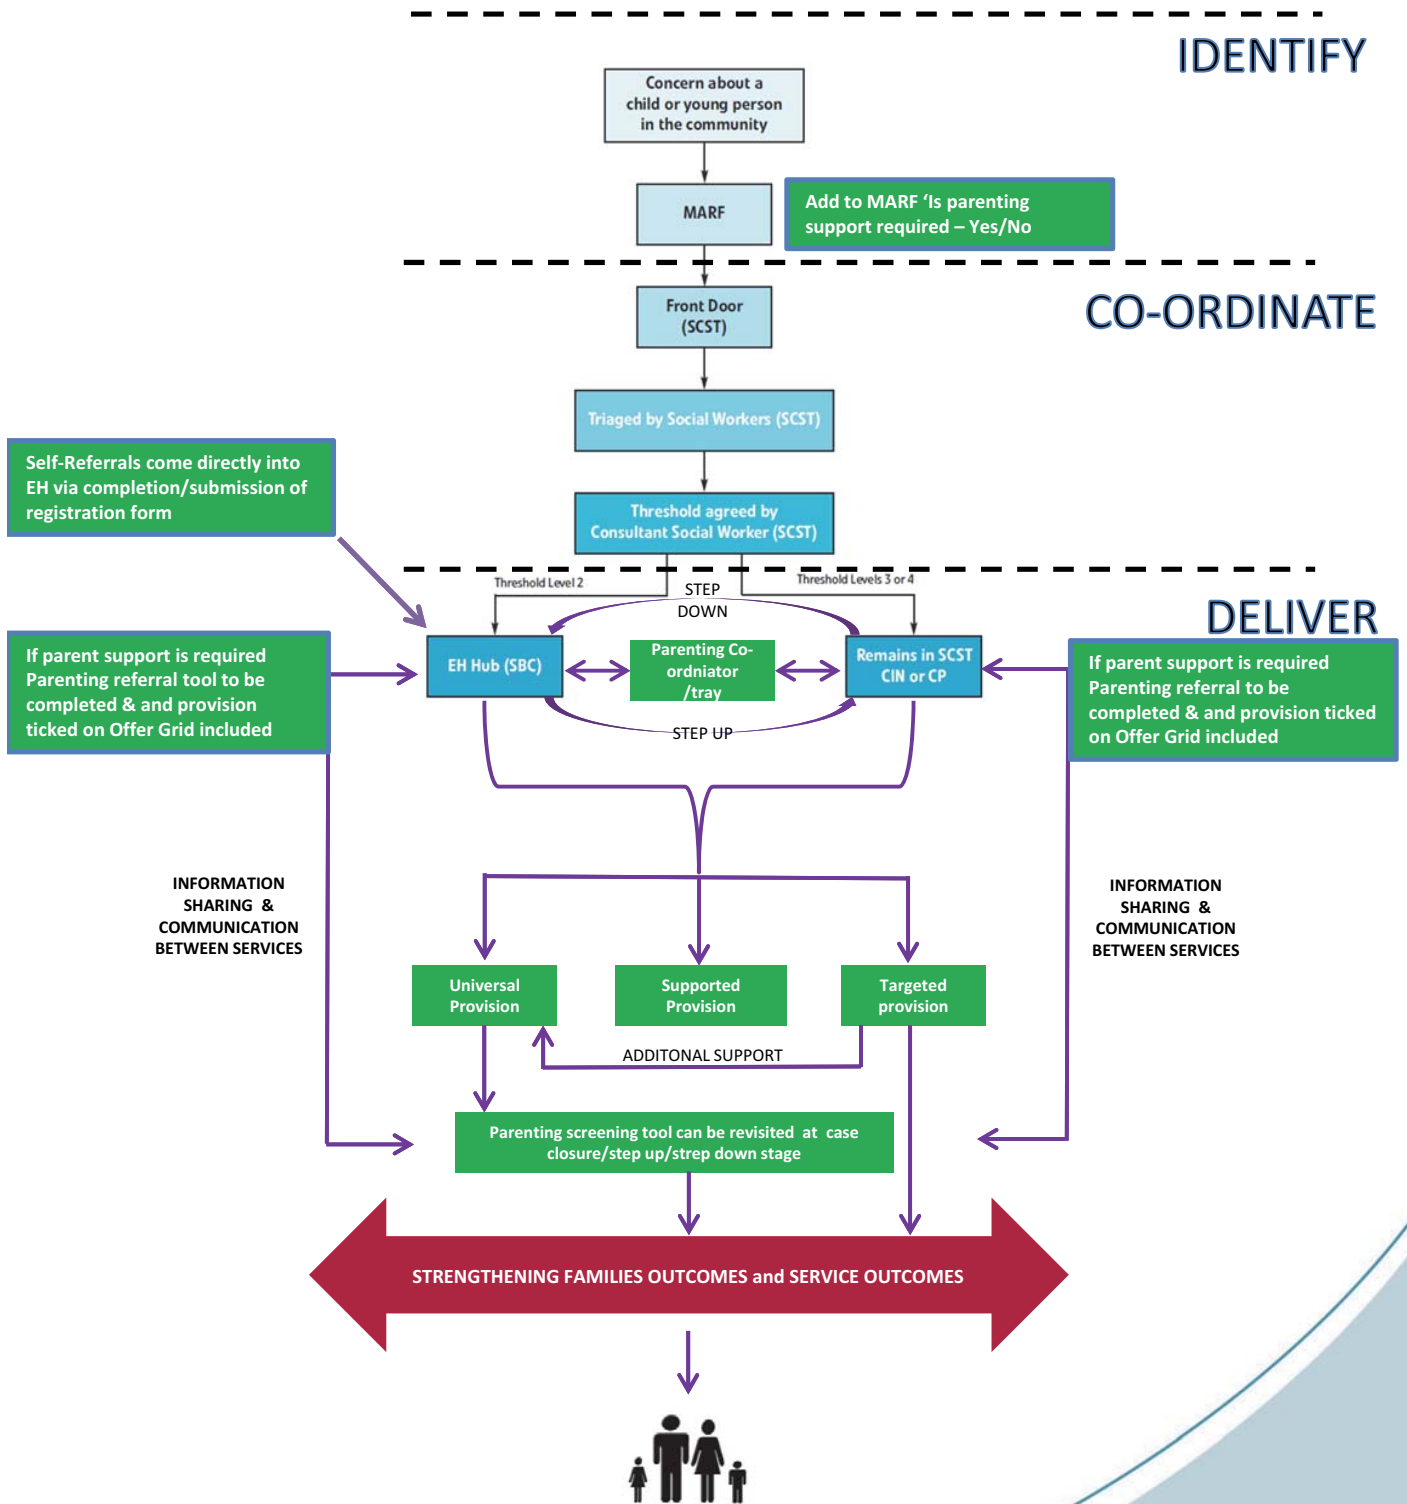 IDENTIFY
Concern about a
child or young person
in the community
MARF
Add to MARF ‘Is parenting
support required – Yes/No
CO-ORDINATE
Front Door
(SCST)
Triaged by Social Workers (SCST)
Self-Referrals come directly into
EH via completion/submission of
registration form
Threshold agreed by
Consultant Social Worker (SCST)
Threshold Level 2
Threshold Levels 3 or 4
STEP
DOWN
DELIVER
If parent support is required
Parenting referral tool to be
completed & and provision
ticked on Offer Grid included
EH Hub (SBC)
Parenting Co-
ordniator
/tray
Remains in SCST
CIN or CP
If parent support is required
Parenting referral to be
completed & and provision ticked
on Offer Grid included
STEP UP
INFORMATION
SHARING &
COMMUNICATION
BETWEEN SERVICES
INFORMATION
SHARING &
COMMUNICATION
BETWEEN SERVICES
Universal
Provision
Supported
Provision
Targeted
provision
ADDITONAL SUPPORT
Parenting screening tool can be revisited at case
closure/step up/strep down stage
STRENGTHENING FAMILIES OUTCOMES and SERVICE OUTCOMES